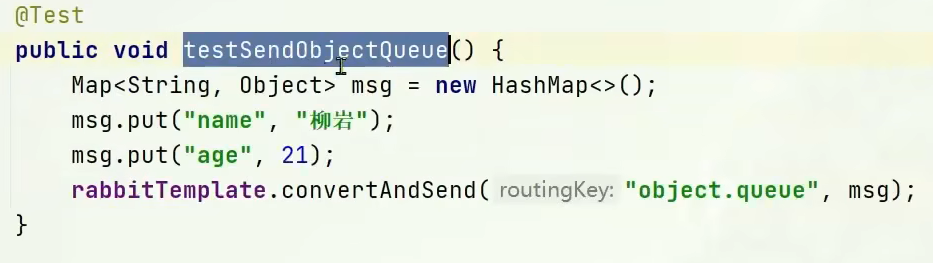 @Test
public void testSendObjectQueue() {
Map<String, Object> msg = new HashMap<>();
msg.put("name", "柳岩");
msg.put("age", 21);
rabbitTemplate.convertAndSend( routingKey: "object.queue", msg);
}